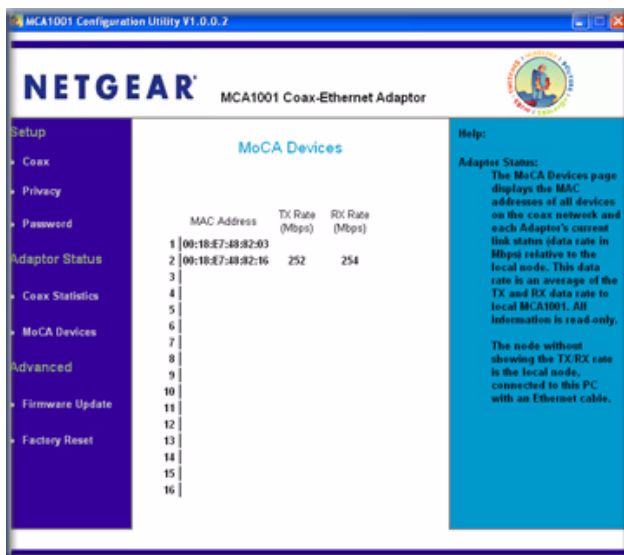 MCA1001 Configuration Utility V1.0.0.2
NETGEAR
MCA1001 Coax-Ethernet Adaptor
Setup
Coax
Privacy
Password
Adaptor Status
Coax Statistics
MoCA Devices
Advanced
Firmware Update
Factory Reset
MoCA Devices
MAC Address TX Rate (Mbps) RX Rate (Mbps)
1 00:18:E7:48:82:03
2 00:18:E7:48:82:16 252 254
3
4
5
6
7
8
9
10
11
12
13
14
15
16
Help:
Adaptor Status:
The MoCA Devices page
displays the MAC
addresses of all devices
on the coax network and
each Adaptor's current
link status (data rate in
Mbps) relative to the
local node. This data
rate is an average of the
TX and RX data rate to
local MCA1001. All
information is read-only.
The node without
showing the TX/RX rate
is the local node,
connected to this PC
with an Ethernet cable.